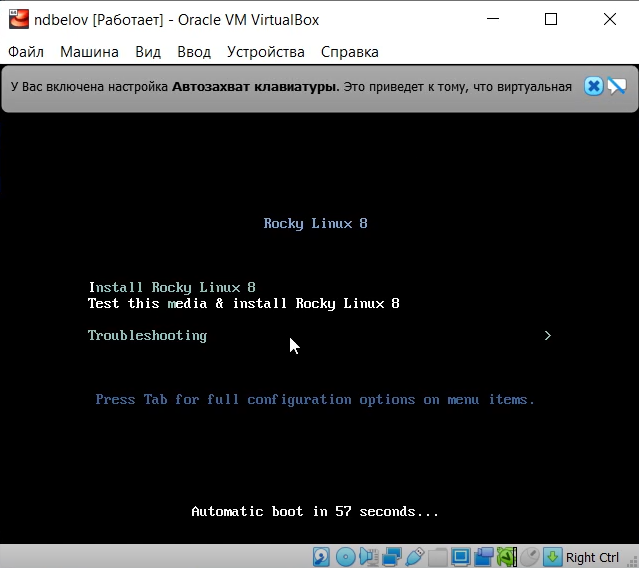 ndbelov [Работает] - Oracle VM VirtualBox
Файл Машина Вид Ввод Устройства Справка
У Вас включена настройка Автозахват клавиатуры. Это приведет к тому, что виртуальная
Rocky Linux 8
Install Rocky Linux 8
Test this media & install Rocky Linux 8
Troubleshooting >
Press Tab for full configuration options on menu items.
Automatic boot in 57 seconds...
Right Ctrl